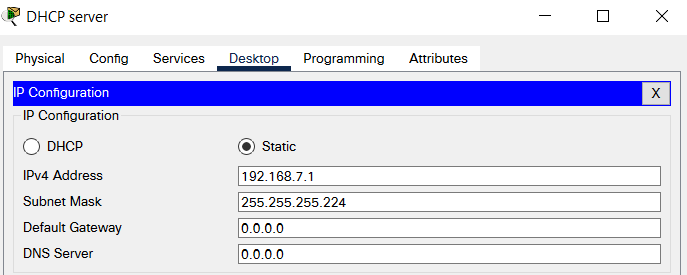 DHCP server
Physical Config Services Desktop Programming Attributes
IP Configuration X
IP Configuration
DHCP Static
IPv4 Address 192.168.7.1
Subnet Mask 255.255.255.224
Default Gateway 0.0.0.0
DNS Server 0.0.0.0